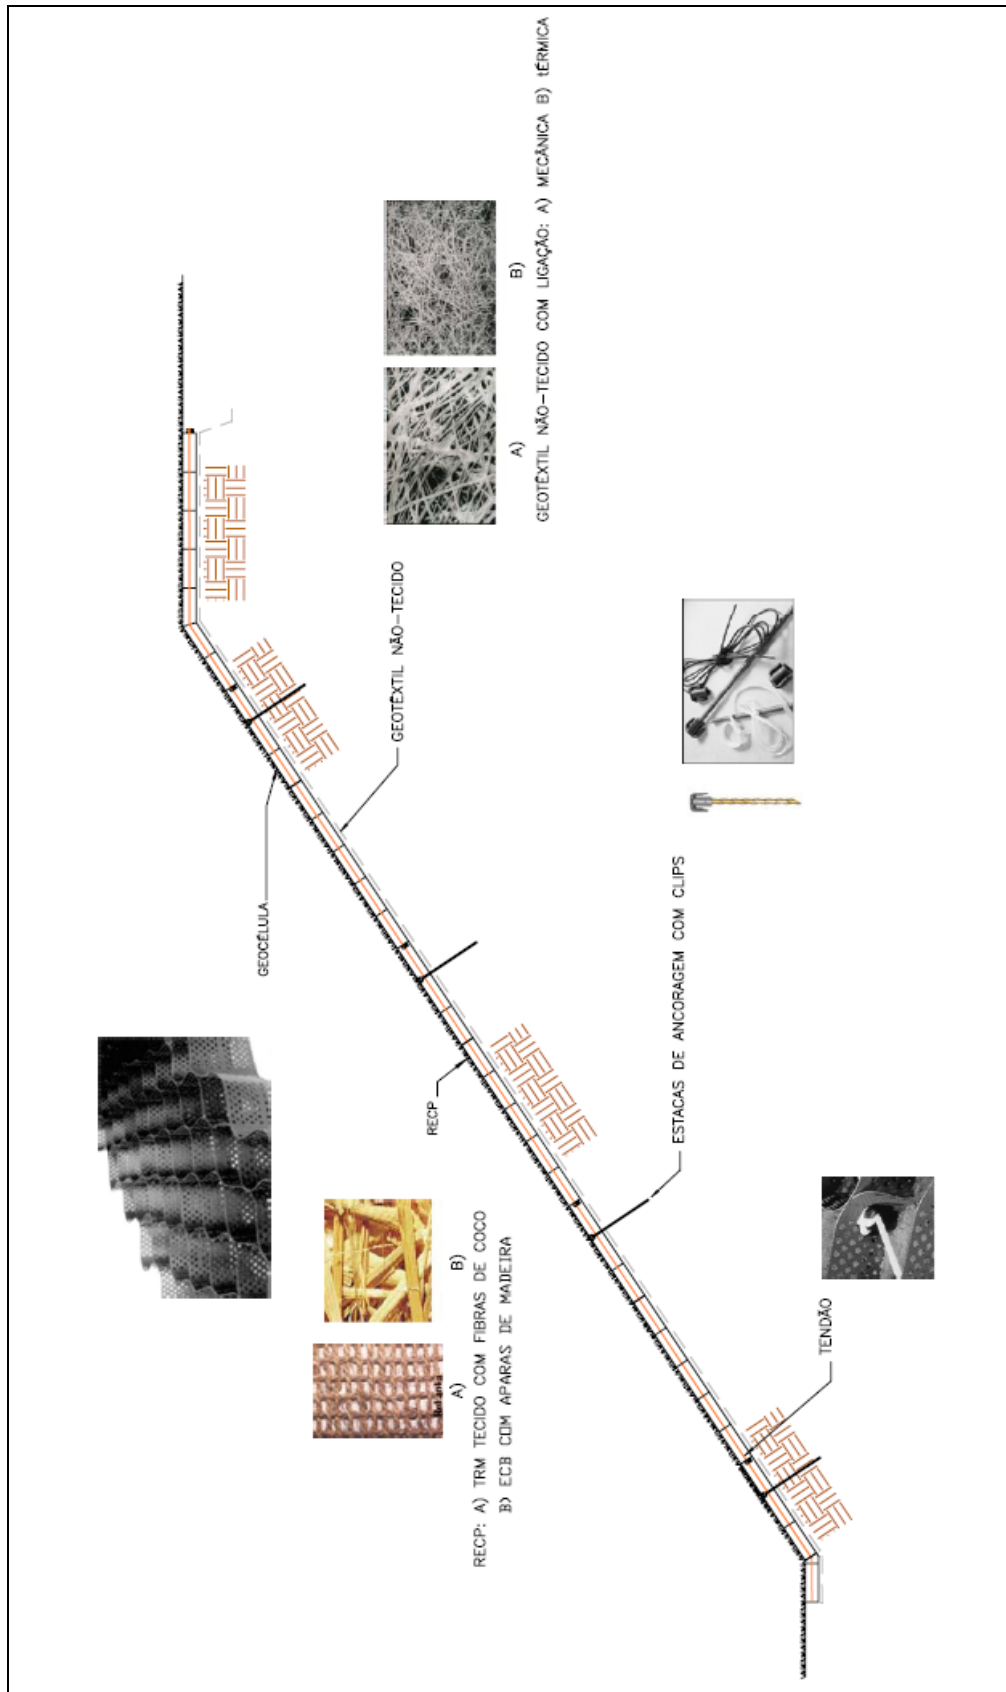 GEOCÉLULA
RECP
GEOTÊXTIL NÃO-TECIDO
TENDÃO
ESTACAS DE ANCORAGEM COM CLIPS
A)
B)
RECP: A) TRM TECIDO COM FIBRAS DE COCO
B) ECB COM APARAS DE MADEIRA
A)
B)
GEOTÊXTIL NÃO-TECIDO COM LIGAÇÃO: A) MECÂNICA B) tÉRMICA